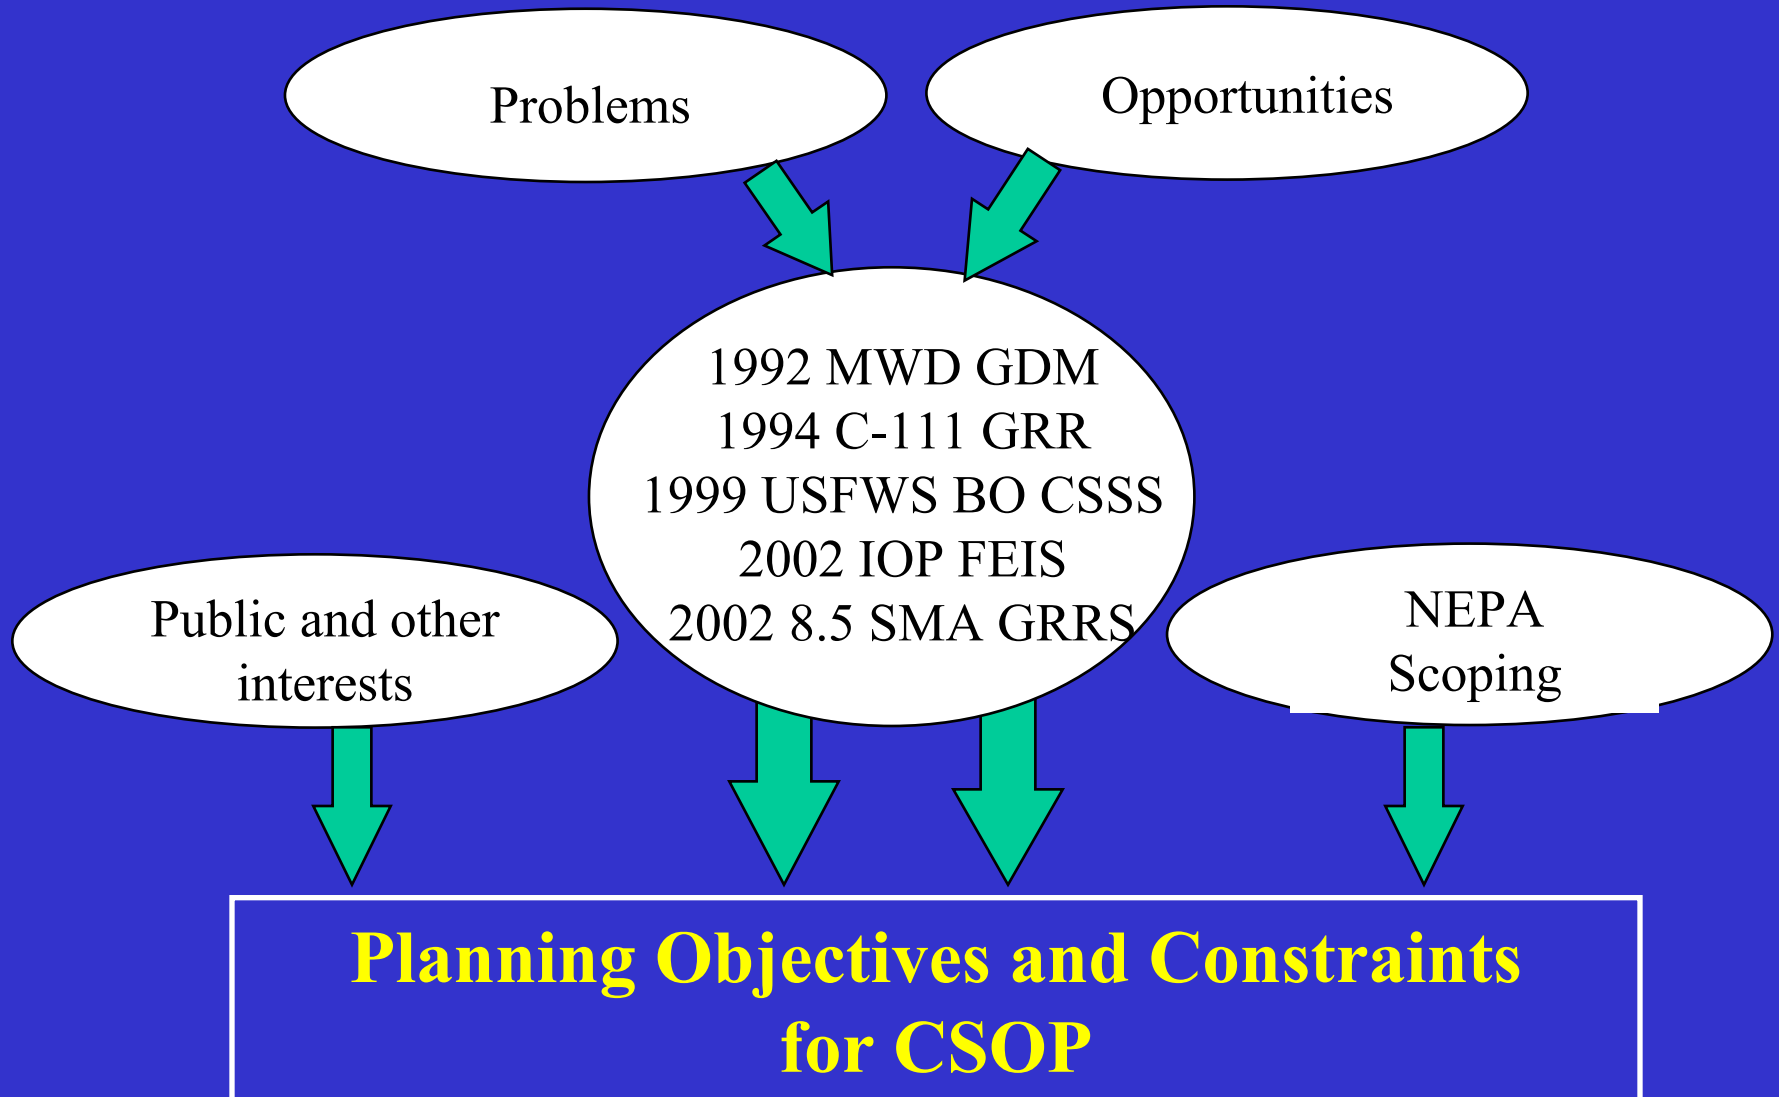 Problems
Opportunities
1992 MWD GDM
1994 C-111 GRR
1999 USFWS BO CSSS
2002 IOP FEIS
2002 8.5 SMA GRRS
Public and other
interests
NEPA
Scoping
Planning Objectives and Constraints
for CSOP